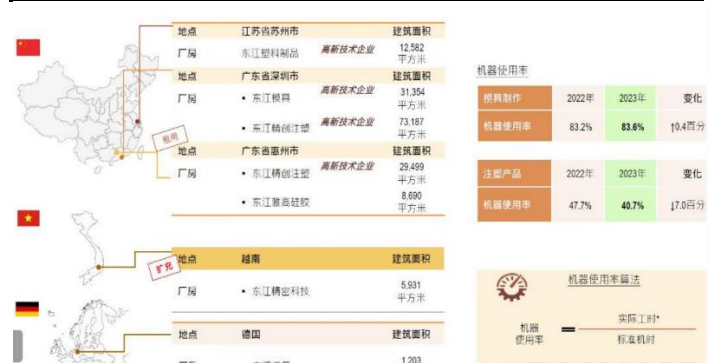 地点 江苏省苏州市 建筑面积
厂房 东江塑料制品 高新技术企业 12,582
平方米
地点 广东省深圳市 建筑面积
厂房 • 东江模具 高新技术企业 31,354
平方米
• 东江精创注塑 高新技术企业 73,187
平方米
租用
地点 广东省惠州市 建筑面积
厂房 • 东江精创注塑 高新技术企业 29,499
平方米
• 东江雅高硅胶 8,690
平方米
扩充
地点 越南 建筑面积
厂房 • 东江精密科技 5,931
平方米
地点 德国 建筑面积
1,203
机器使用率
模具制作 2022年 2023年 变化
机器使用率 83.2% 83.6% ↑0.4百分
注塑产品 2022年 2023年 变化
机器使用率 47.7% 40.7% ↓7.0百分
机器使用率算法
机器
使用率
=
实际工时*
标准机时